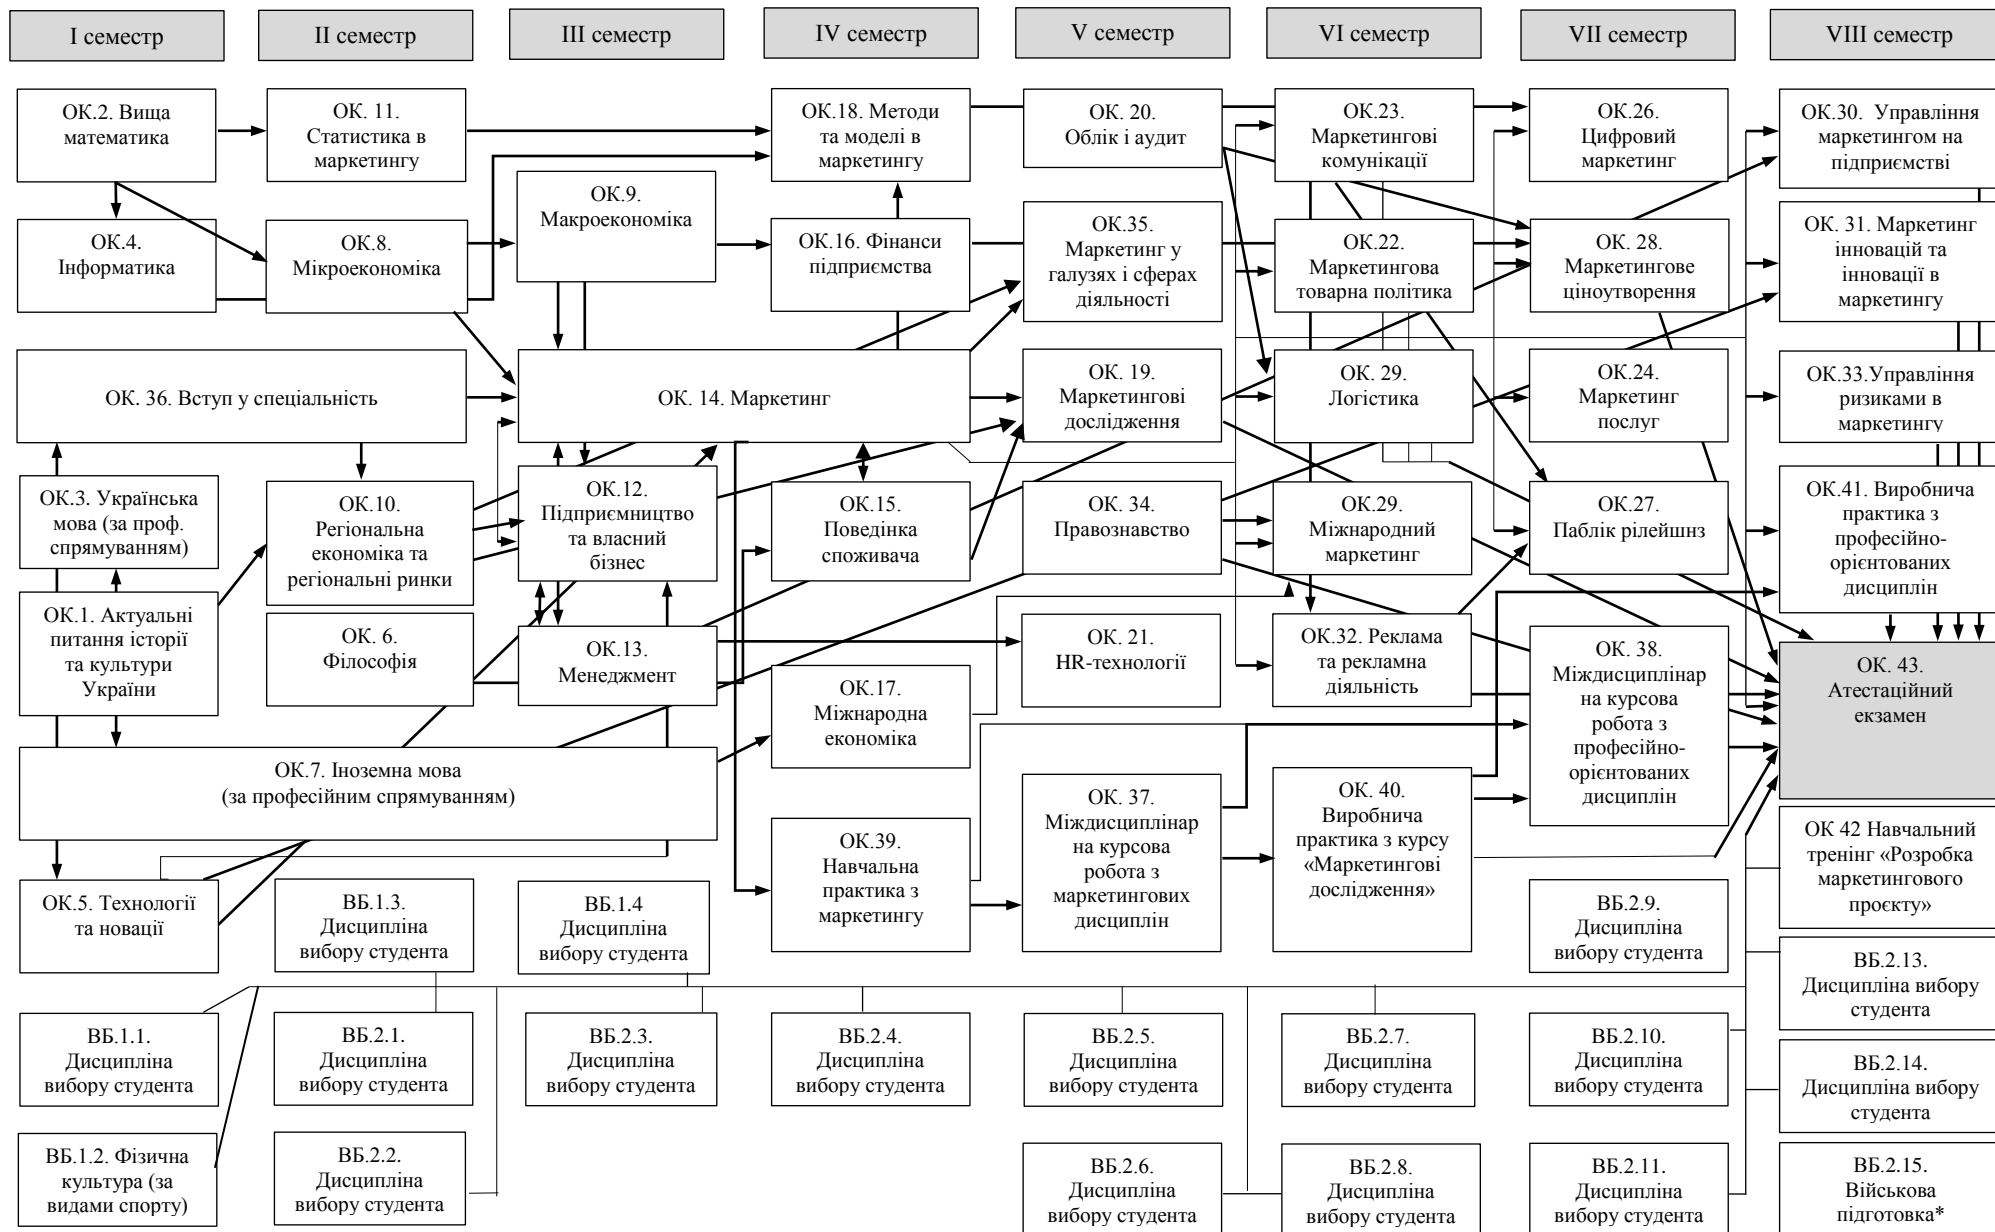 I семестр
II семестр
III семестр
IV семестр
V семестр
VI семестр
VII семестр
VIII семестр
ОК.2. Вища
математика
ОК. 11.
Статистика в
маркетингу
ОК.18. Методи
та моделі в
маркетингу
ОК. 20.
Облік і аудит
ОК.23.
Маркетингові
комунікації
ОК.26.
Цифровий
маркетинг
ОК.30. Управління
маркетингом на
підприємстві
ОК.4.
Інформатика
ОК.8.
Мікроекономіка
ОК.9.
Макроекономіка
ОК.16. Фінанси
підприємства
ОК.35.
Маркетинг у
галузях і сферах
діяльності
ОК.22.
Маркетингова
товарна політика
ОК. 28.
Маркетингове
ціноутворення
ОК. 31. Маркетинг
інновацій та
інновації в
маркетингу
ОК. 36. Вступ у спеціальність
ОК. 14. Маркетинг
ОК. 19.
Маркетингові
дослідження
ОК. 29.
Логістика
ОК.24.
Маркетинг
послуг
ОК.33.Управління
ризиками в
маркетингу
ОК.3. Українська
мова (за проф.
спрямуванням)
ОК.10.
Регіональна
економіка та
регіональні ринки
ОК.12.
Підприємництво
та власний
бізнес
ОК.15
Поведінка
споживача
ОК. 34.
Правознавство
ОК.29.
Міжнародний
маркетинг
ОК.27.
Паблік рілейшнз
ОК.41. Виробнича
практика з
професійно-
орієнтованих
дисциплін
ОК.1. Актуальні
питання історії
та культури
України
ОК. 6.
Філософія
ОК.13.
Менеджмент
ОК.17.
Міжнародна
економіка
ОК. 21.
HR-технології
ОК.32. Реклама
та рекламна
діяльність
ОК. 38.
Міждисциплінар
на курсова
робота з
професійно-
орієнтованих
дисциплін
ОК. 43.
Атестаційний
екзамен
ОК.7. Іноземна мова
(за професійним спрямуванням)
ОК.39.
Навчальна
практика з
маркетингу
ОК. 37.
Міждисциплінар
на курсова
робота з
маркетингових
дисциплін
ОК. 40.
Виробнича
практика з курсу
«Маркетингові
дослідження»
ОК 42 Навчальний
тренінг «Розробка
маркетингового
проєкту»
ОК.5. Технології
та новації
ВБ.1.3.
Дисципліна
вибору студента
ВБ.1.4
Дисципліна
вибору студента
ВБ.2.9.
Дисципліна
вибору студента
ВБ.2.13.
Дисципліна вибору
студента
ВБ.1.1.
Дисципліна
вибору студента
ВБ.2.1.
Дисципліна
вибору студента
ВБ.2.3.
Дисципліна
вибору студента
ВБ.2.4.
Дисципліна
вибору студента
ВБ.2.5.
Дисципліна
вибору студента
ВБ.2.7.
Дисципліна
вибору студента
ВБ.2.10.
Дисципліна
вибору студента
ВБ.2.14.
Дисципліна вибору
студента
ВБ.1.2. Фізична
культура (за
видами спорту)
ВБ.2.2.
Дисципліна
вибору студента
ВБ.2.6.
Дисципліна
вибору студента
ВБ.2.8.
Дисципліна
вибору студента
ВБ.2.11.
Дисципліна
вибору студента
ВБ.2.15.
Військова
підготовка*